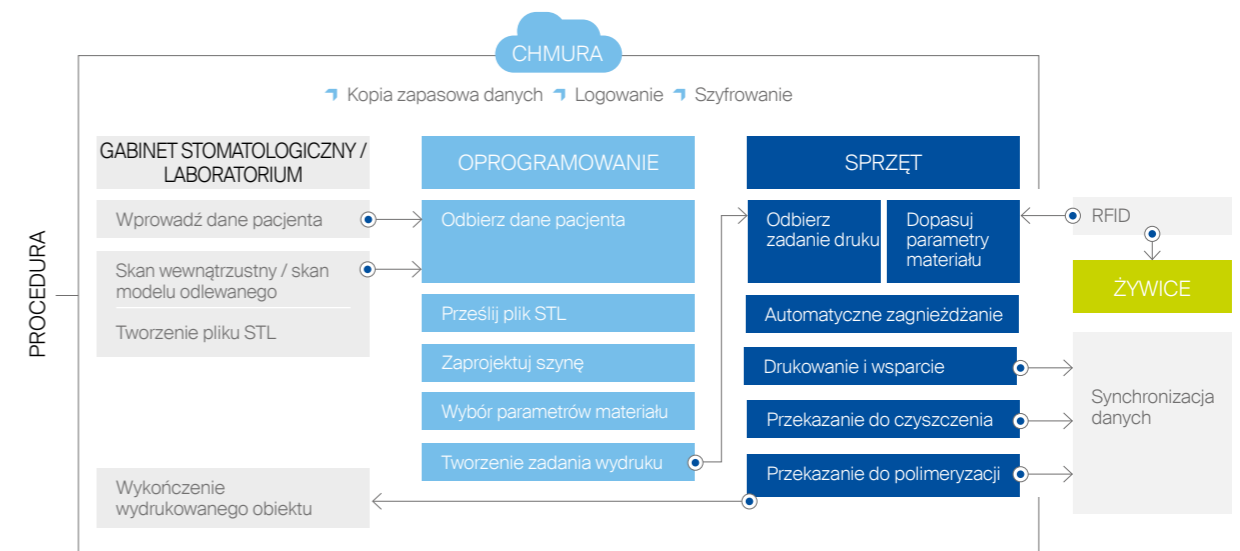 CHMURA
Kopia zapasowa danych Logowanie Szyfrowanie
PROCEDURA
GABINET STOMATOLOGICZNY /
LABORATORIUM
Wprowadź dane pacjenta
Skan wewnątrzustny / skan
modelu odlewanego
Tworzenie pliku STL
Wykończenie
wydrukowanego obiektu
OPROGRAMOWANIE
Odbierz dane pacjenta
Prześlij plik STL
Zaprojektuj szynę
Wybór parametrów materiału
Tworzenie zadania wydruku
SPRZĘT
Odbierz
zadanie druku
Dopasuj
parametry
materiału
Automatyczne zagnieżdżanie
Drukowanie i wsparcie
Przekazanie do czyszczenia
Przekazanie do polimeryzacji
RFID
ŻYWICE
Synchronizacja
danych